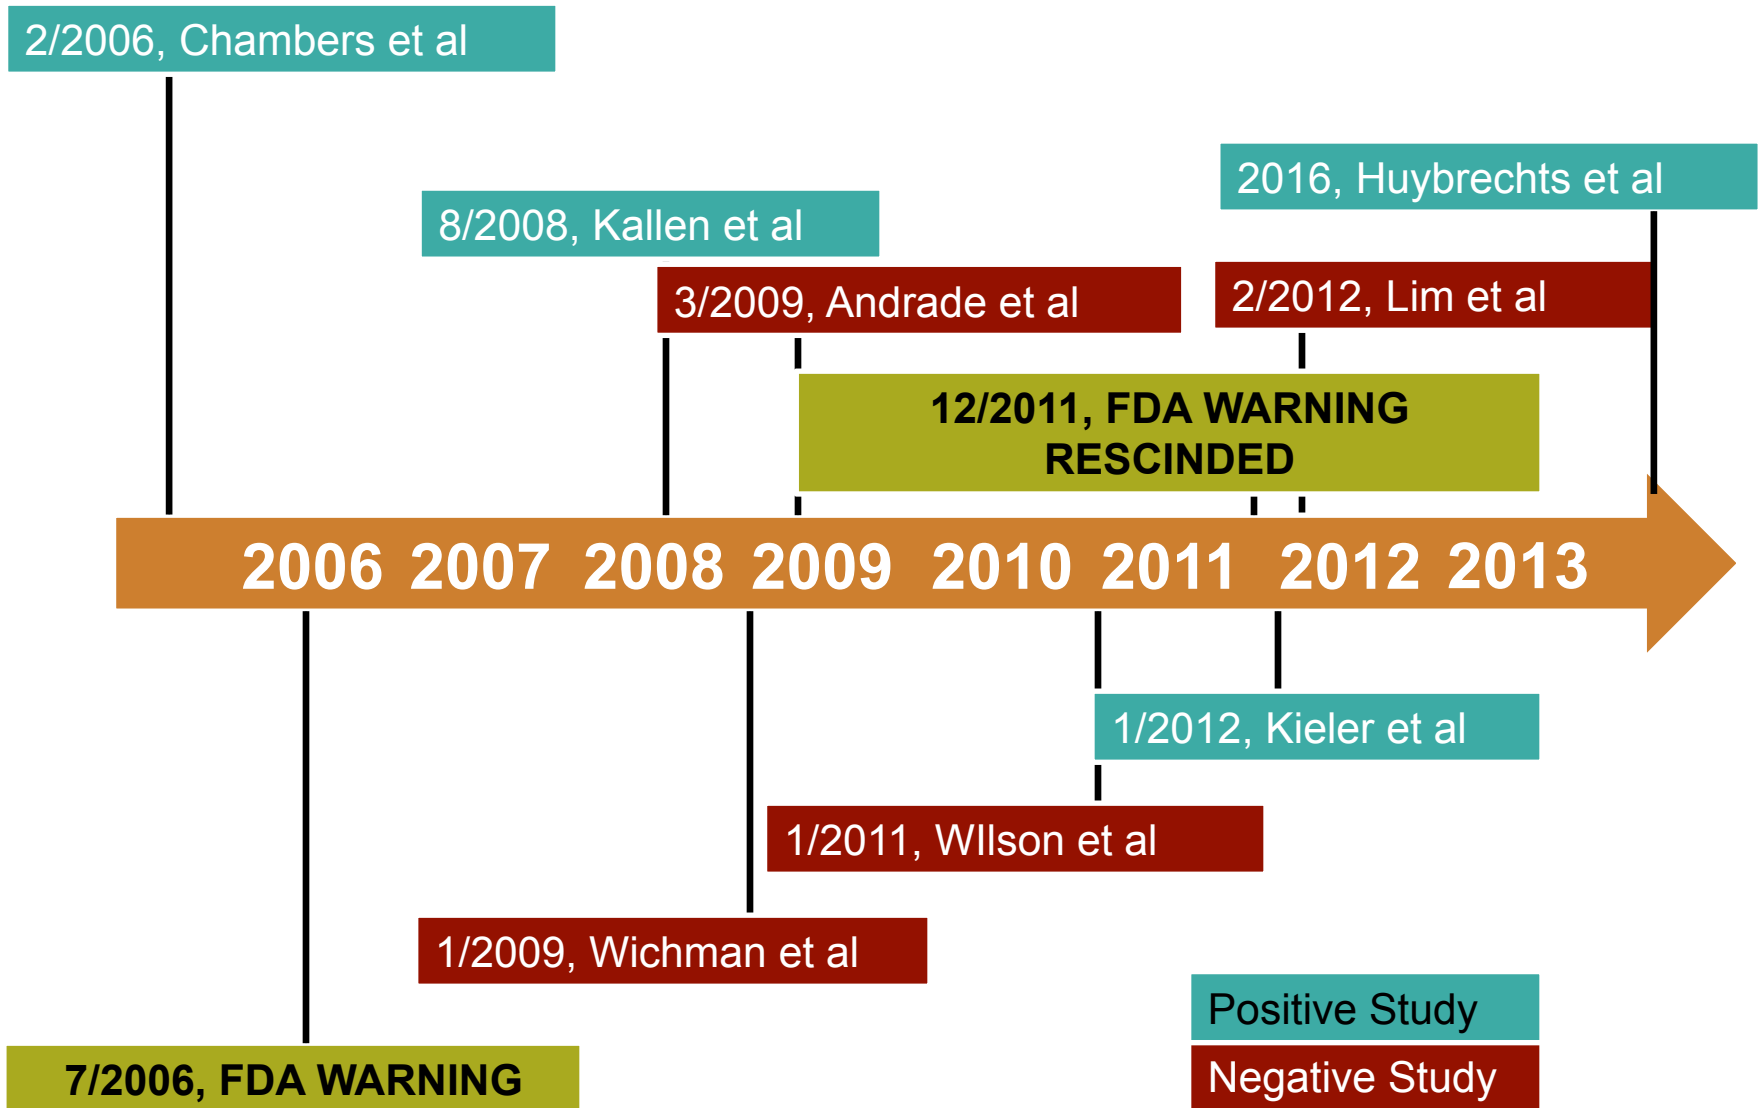 2/2006, Chambers et al
2016, Huybrechts et al
8/2008, Kallen et al
3/2009, Andrade et al
2/2012, Lim et al
12/2011, FDA WARNING
RESCINDED
2006 2007 2008 2009 2010 2011 2012 2013
1/2012, Kieler et al
1/2011, WIlson et al
1/2009, Wichman et al
Positive Study
Negative Study
7/2006, FDA WARNING